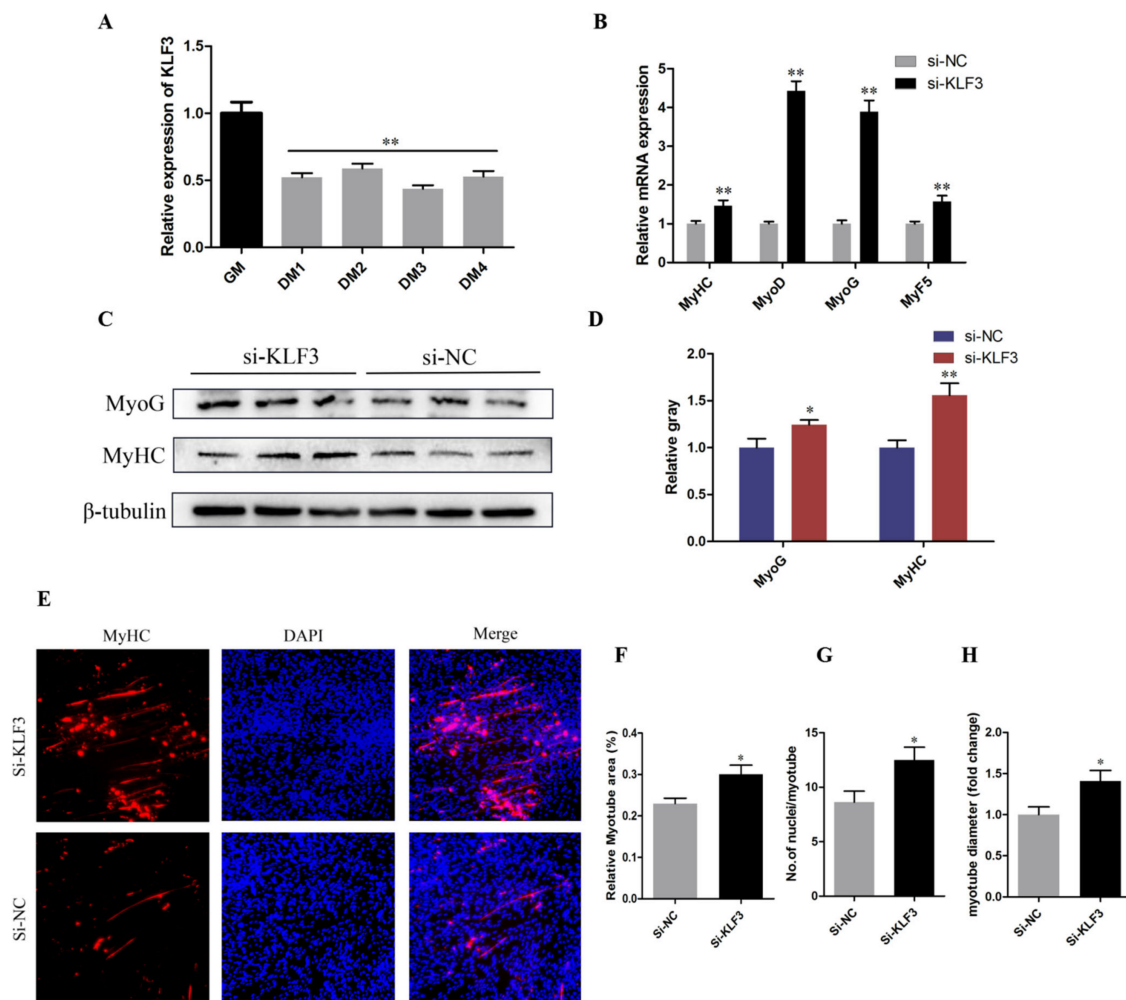 A
Relative expression of KLF3
1.5
1.0
0.5
0.0
**
GM
DM1
DM2
DM3
DM4
B
Relative mRNA expression
5
4
3
2
1
0
si-NC
si-KLF3
**
**
**
**
MyHC
MyoD
MyoG
MyF5
C
si-KLF3 si-NC
MyoG
MyHC
β-tubulin
D
Relative gray
2.0
1.5
1.0
0.5
0.0
si-NC
si-KLF3
*
**
MyoG
MyHC
E
MyHC DAPI Merge
Si-KLF3
Si-NC
F
Relative Myotube area (%)
0.4
0.3
0.2
0.1
0.0
*
Si-NC
Si-KLF3
G
No.of nuclei/myotube
15
10
5
0
*
Si-NC
Si-KLF3
H
myotube diameter (fold change)
2.0
1.5
1.0
0.5
0.0
*
Si-NC
Si-KLF3